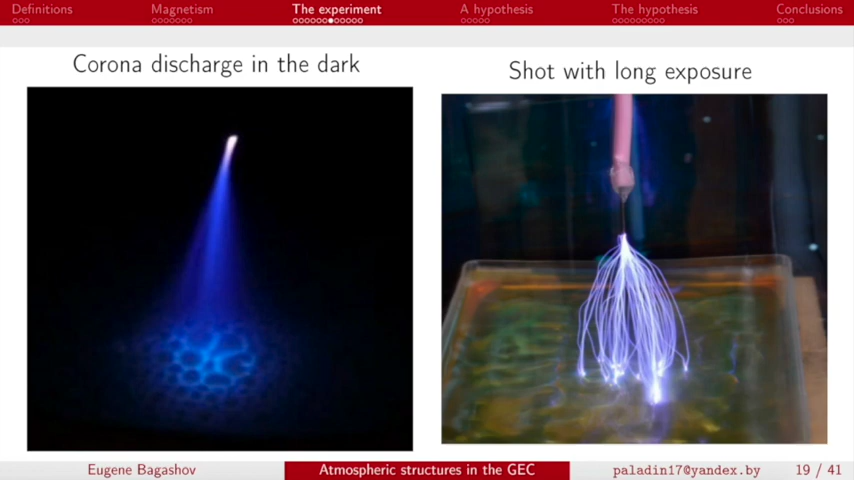 Definitions Magnetism The experiment A hypothesis The hypothesis Conclusions
Corona discharge in the dark
Shot with long exposure
Eugene Bagashov Atmospheric structures in the GEC paladin17@yandex.by 19 / 41